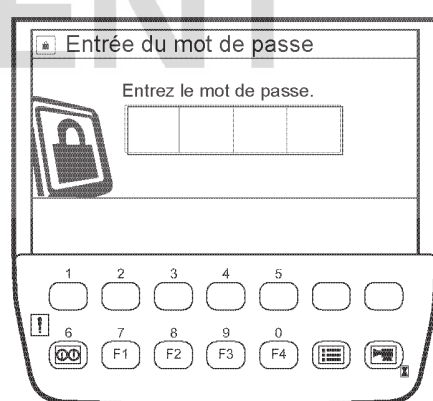 ENT
Entrée du mot de passe
Entrez le mot de passe.
1 2 3 4 5
6 7 8 9 0
F1 F2 F3 F4